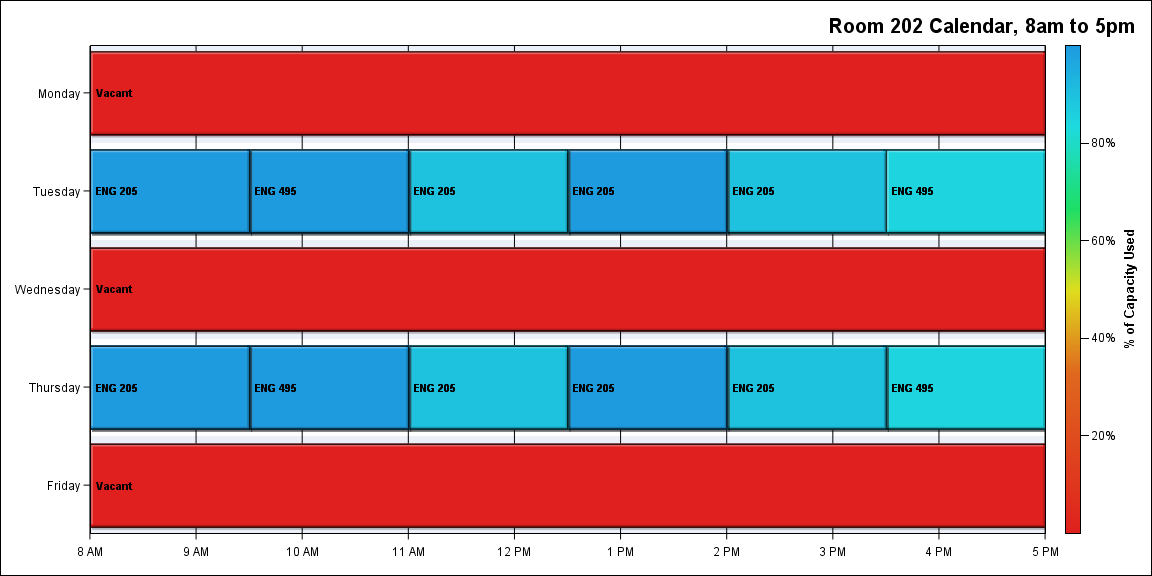 Room 202 Calendar, 8am to 5pm
Monday
Vacant
Tuesday
ENG 205
ENG 495
ENG 205
ENG 205
ENG 205
ENG 495
Wednesday
Vacant
Thursday
ENG 205
ENG 495
ENG 205
ENG 205
ENG 205
ENG 495
Friday
Vacant
8 AM
9 AM
10 AM
11 AM
12 PM
1 PM
2 PM
3 PM
4 PM
5 PM
80%
60%
40%
20%
% of Capacity Used